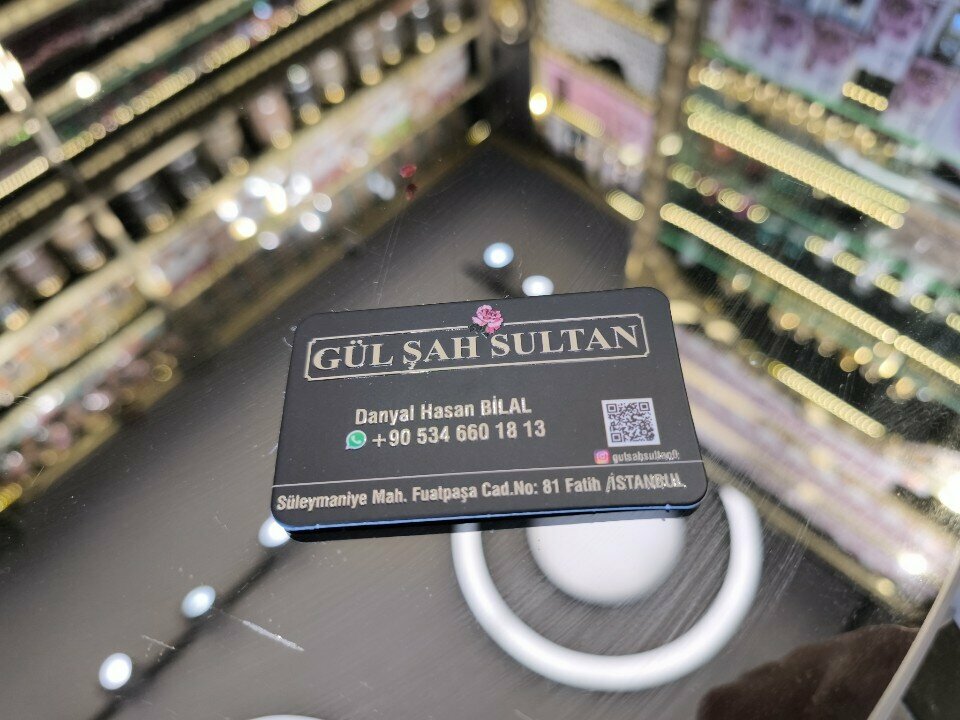 GÜL ŞAH SULTAN
Danyal Hasan BİLAL
+90 534 660 18 13
Süleymaniye Mah. Fuatpaşa Cad.No: 81 Fatih /İSTANBUL